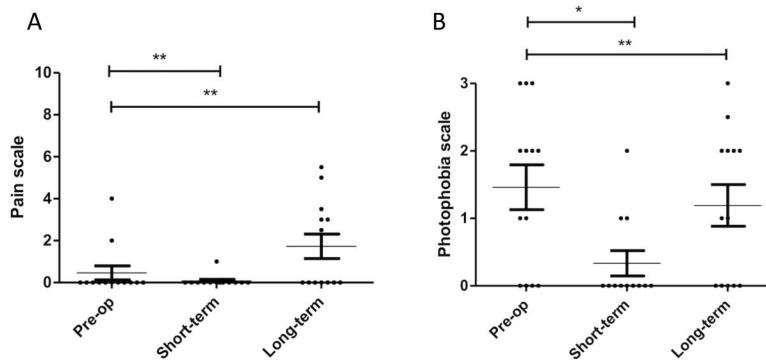 A
**
**
10
8
6
4
2
0
Pain scale
Pre-op
Short-term
Long-term
B
*
**
3
2
1
0
Photophobia scale
Pre-op
Short-term
Long-term